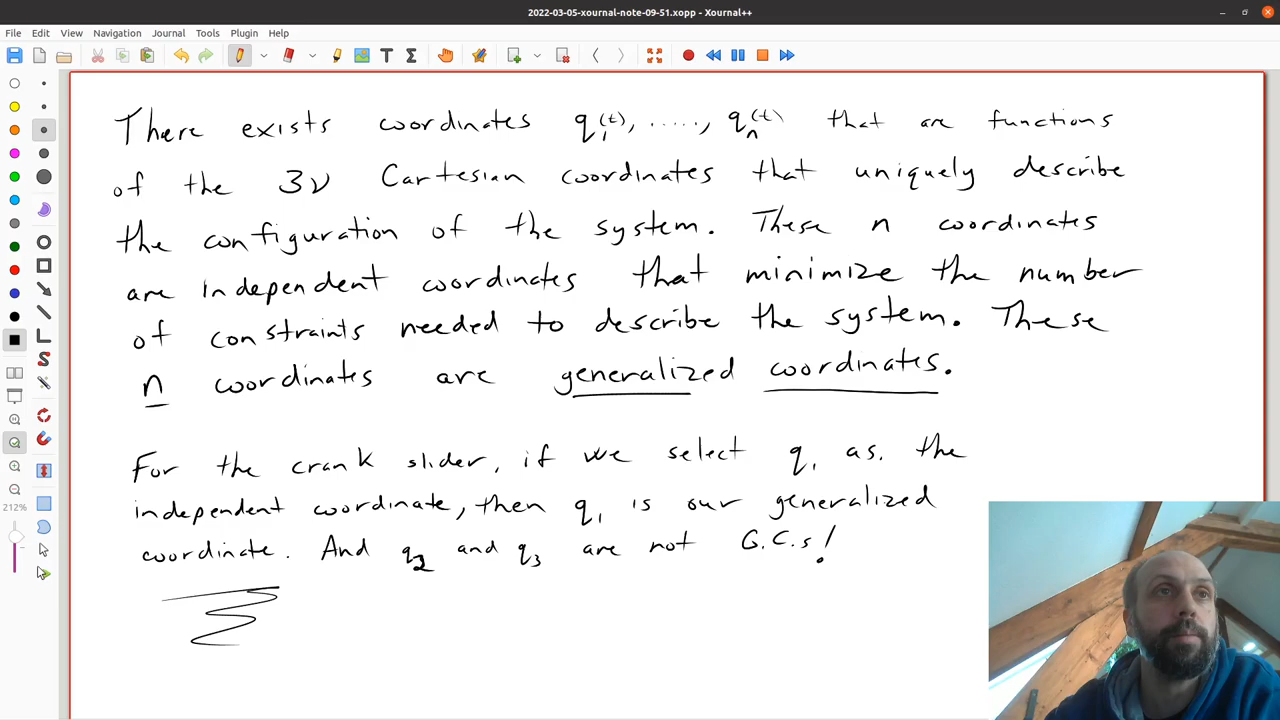 2022-03-05-xournal-note-09-51.xopp - Xournal++
File Edit View Navigation Journal Tools Plugin Help
There exists coordinates q₁(t), ....., qₙ(t) that are functions
of the 3ν Cartesian coordinates that uniquely describe
the configuration of the system. These n coordinates
are independent coordinates that minimize the number
of constraints needed to describe the system. These
n coordinates are generalized coordinates.
For the crank slider, if we select q₁ as the
independent coordinate, then q₁ is our generalized
coordinate. And q₂ and q₃ are not G.C.s!
212%